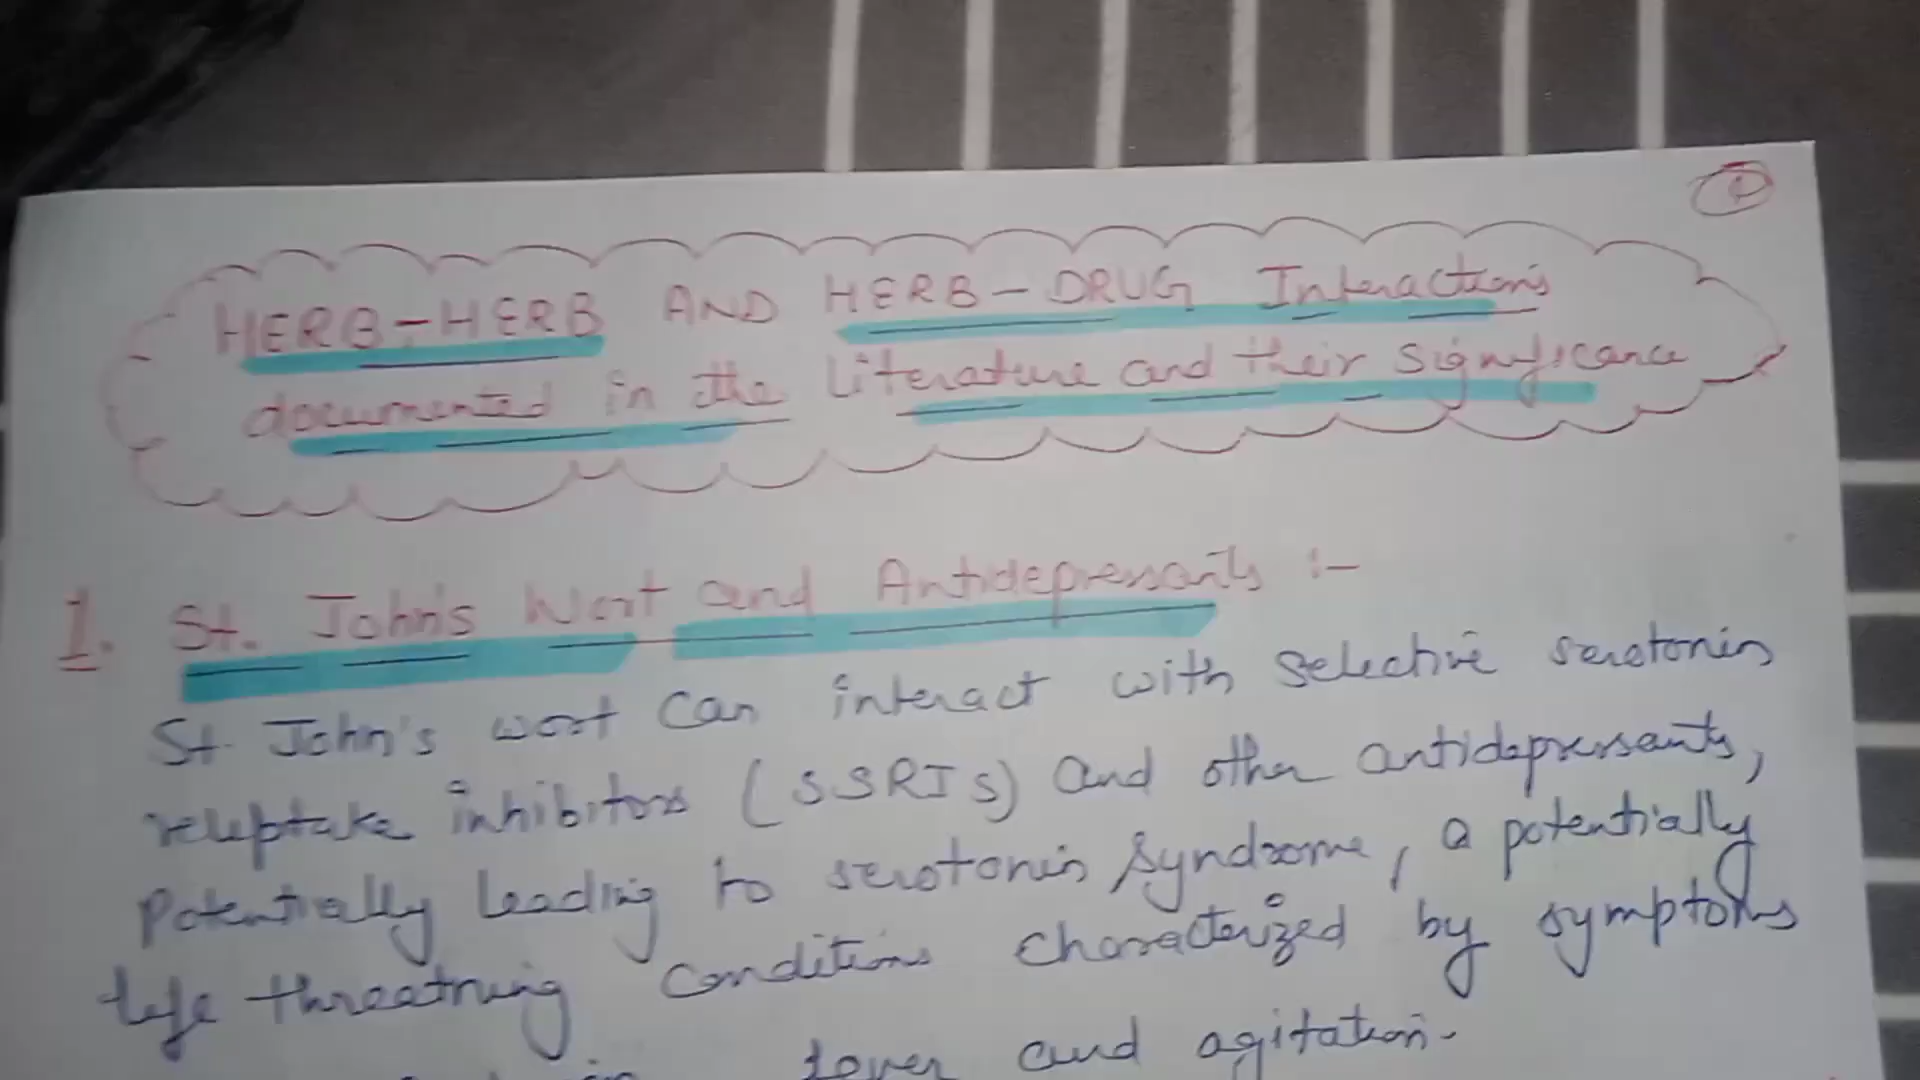 1
HERB-HERB AND HERB-DRUG Interactions
documented in the Literature and their significance
1. St. John's Wort and Antidepressants :-
St. John's wort can interact with selective serotonin
reuptake inhibitors (SSRIs) and other antidepressants,
potentially leading to serotonin syndrome, a potentially
life threatning conditions characterized by symptoms
fever and agitation.